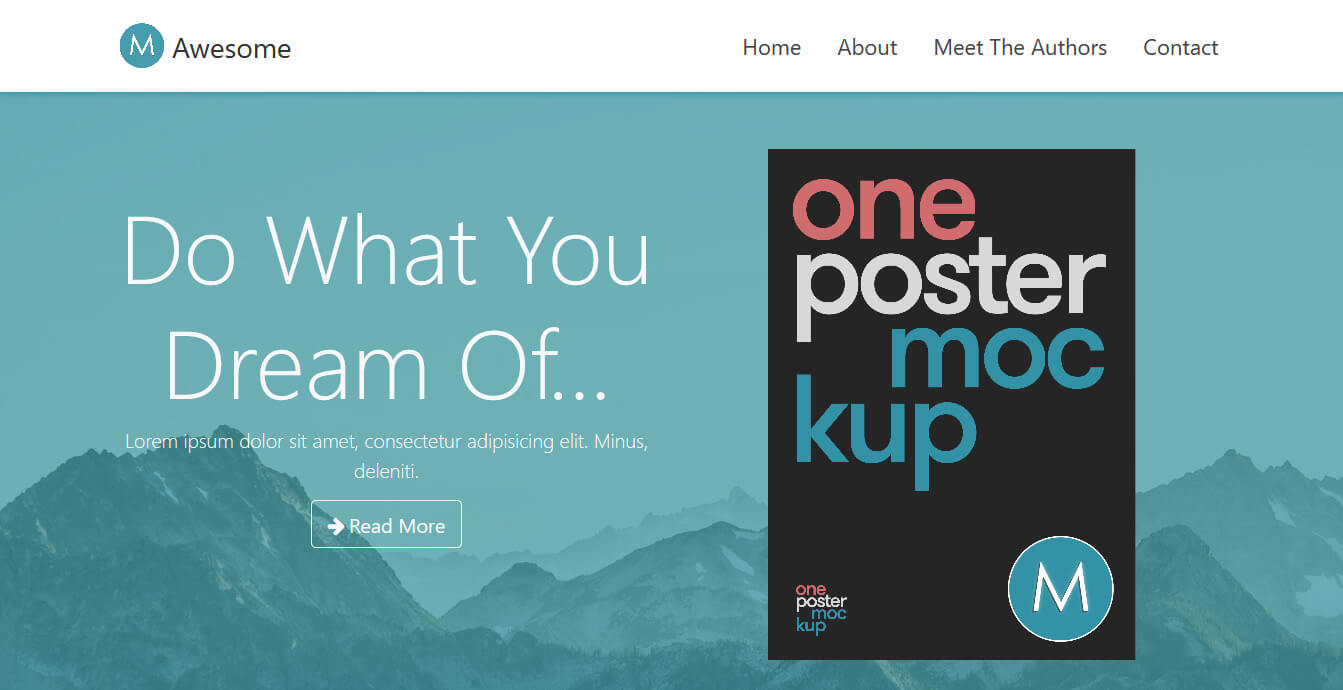 M Awesome
Home About Meet The Authors Contact
Do What You
Dream Of...
Lorem ipsum dolor sit amet, consectetur adipisicing elit. Minus,
deleniti.
Read More
one
poster
moc
kup
one
poster
moc
kup
M